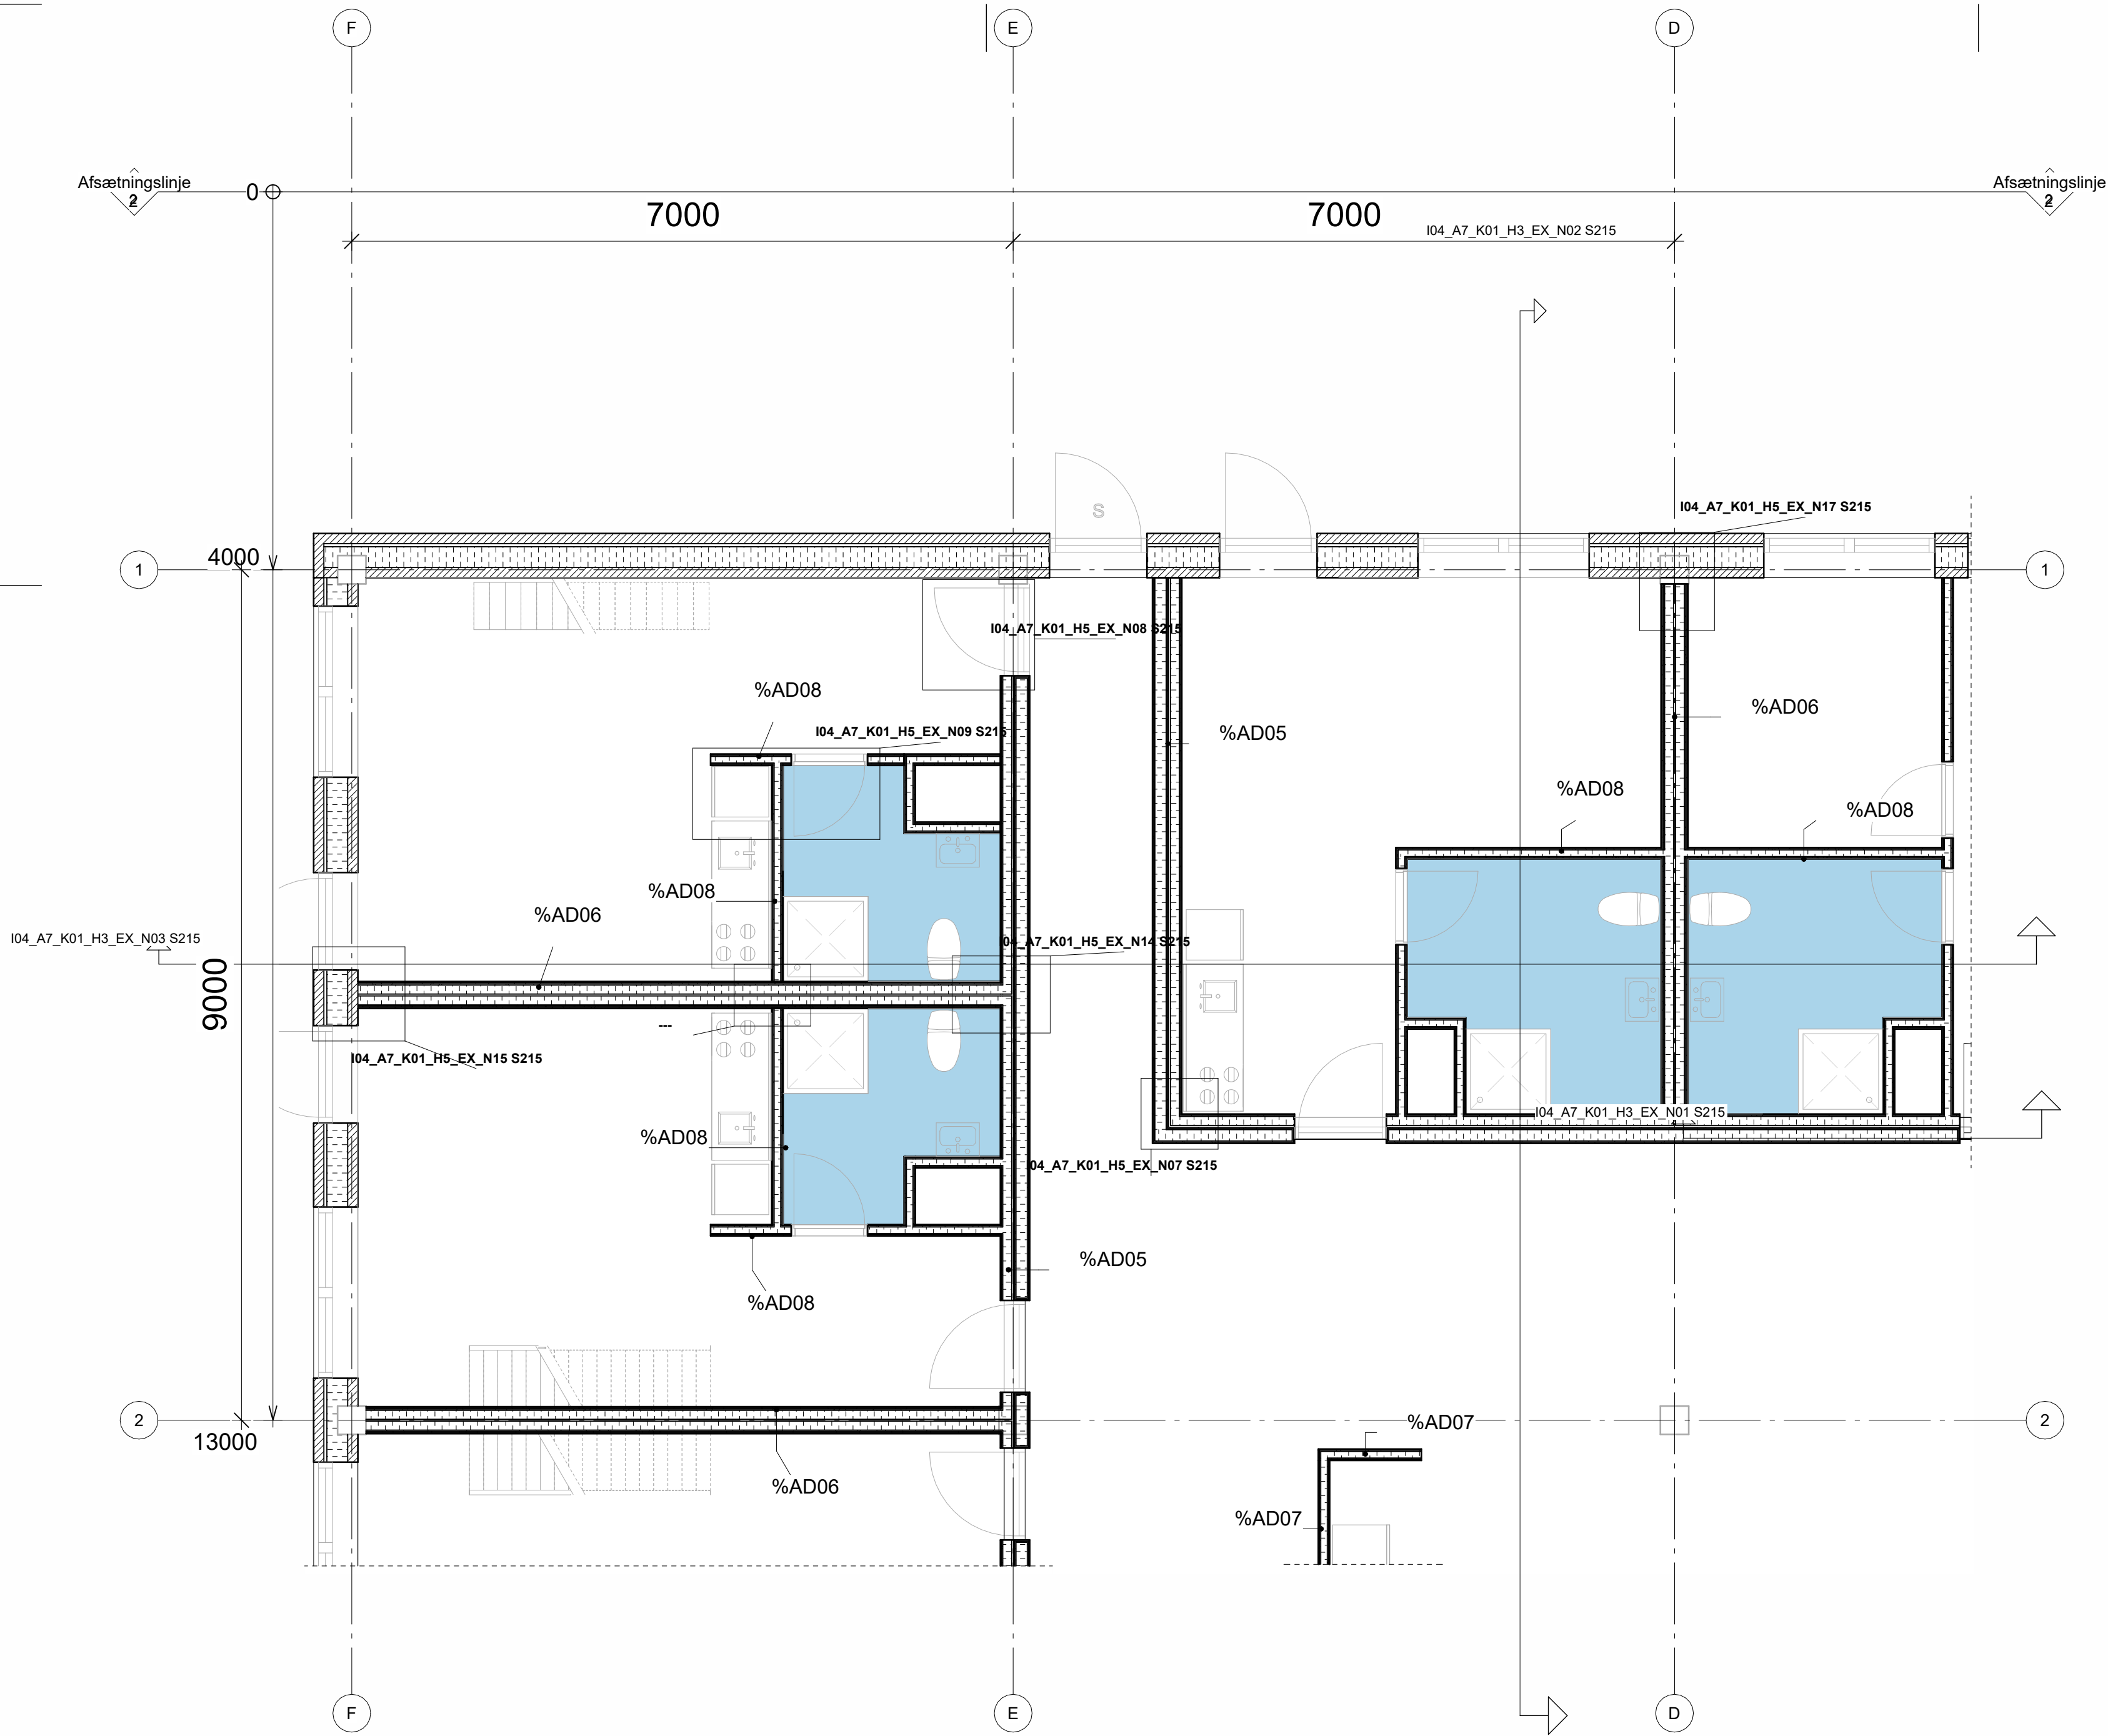 F
E
D
Afsætningslinje
2
0
Afsætningslinje
2
7000
7000
I04_A7_K01_H3_EX_N02 S215
S
I04_A7_K01_H5_EX_N17 S215
1
4000
1
I04_A7_K01_H5_EX_N08 S215
%AD08
%AD06
I04_A7_K01_H5_EX_N09 S215
%AD05
%AD08
%AD08
%AD08
%AD06
I04_A7_K01_H3_EX_N03 S215
I04_A7_K01_H5_EX_N14 S215
9000
---
I04_A7_K01_H5_EX_N15 S215
I04_A7_K01_H3_EX_N01 S215
%AD08
I04_A7_K01_H5_EX_N07 S215
%AD05
%AD08
2
13000
%AD07
2
%AD06
%AD07
F
E
D